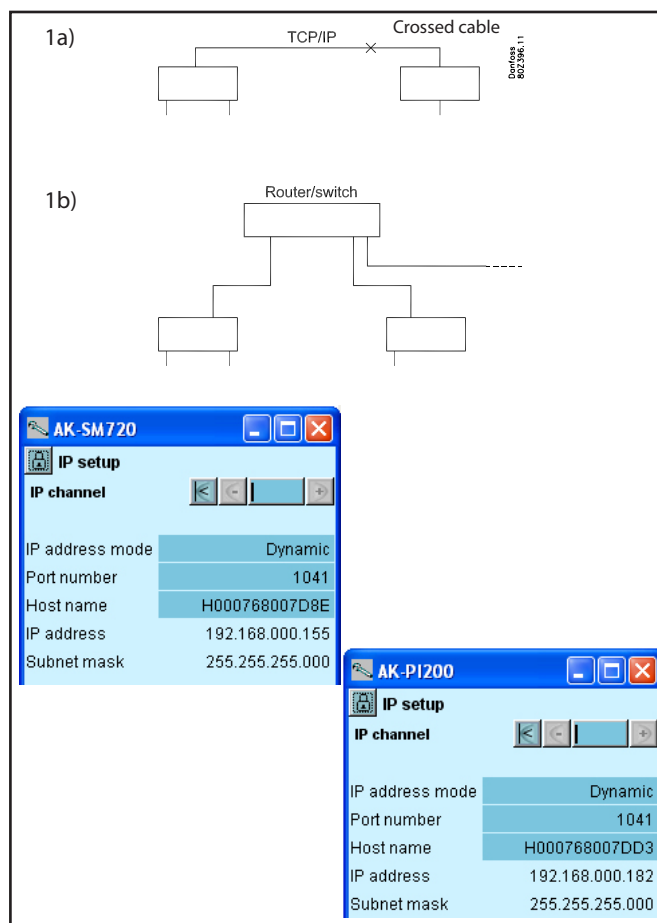 1a)
TCP/IP
Crossed cable
Danfoss
80Z396.11
1b)
Router/switch
AK-SM720
IP setup
IP channel
IP address mode Dynamic
Port number 1041
Host name H000768007D8E
IP address 192.168.000.155
Subnet mask 255.255.255.000
AK-PI200
IP setup
IP channel
IP address mode Dynamic
Port number 1041
Host name H000768007DD3
IP address 192.168.000.182
Subnet mask 255.255.255.000